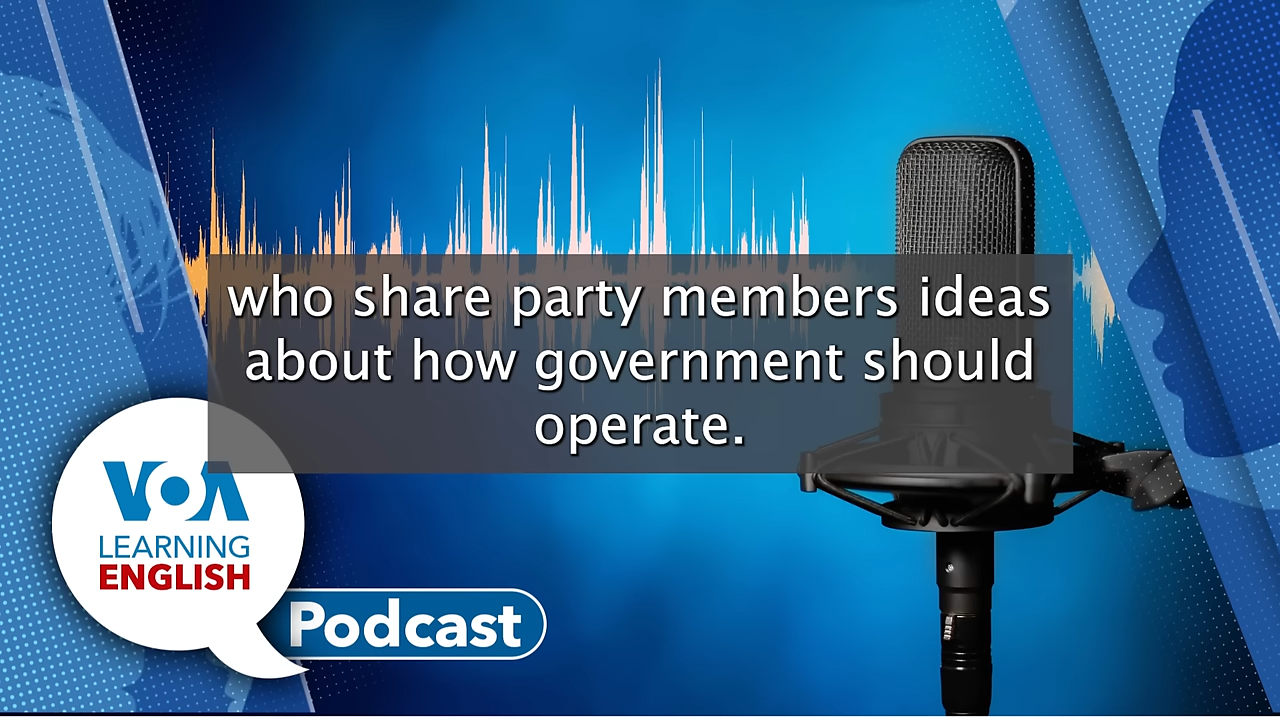 who share party members ideas
about how government should
operate.
VOA
LEARNING
ENGLISH
Podcast